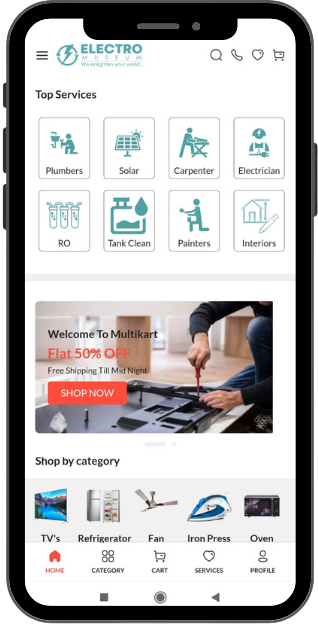 ELECTRO
MUSEUM
We enlighten your world.
Top Services
Plumbers
Solar
Carpenter
Electrician
RO
Tank Clean
Painters
Interiors
Welcome To Multikart
Flat 50% OFF
Free Shipping Till Mid Night
SHOP NOW
Shop by category
TV's
Refrigerator
Fan
Iron Press
Oven
HOME
CATEGORY
CART
SERVICES
PROFILE